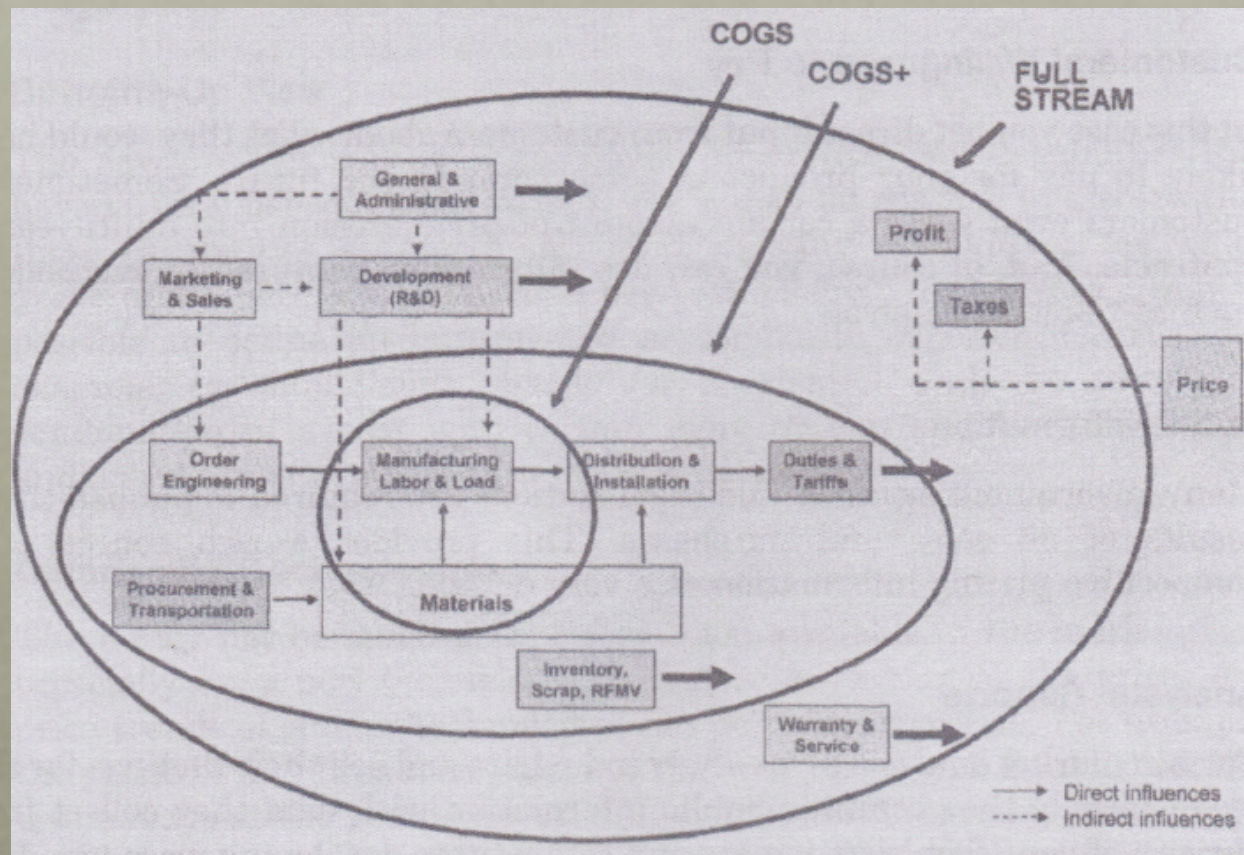 COGS
COGS+
FULL
STREAM
General &
Administrative
Profit
Marketing
& Sales
Development
(R&D)
Taxes
Price
Order
Engineering
Manufacturing
Labor & Load
Distribution &
Installation
Duties &
Tariffs
Procurement &
Transportation
Materials
Inventory,
Scrap, RFMV
Warranty &
Service
Direct influences
Indirect influences